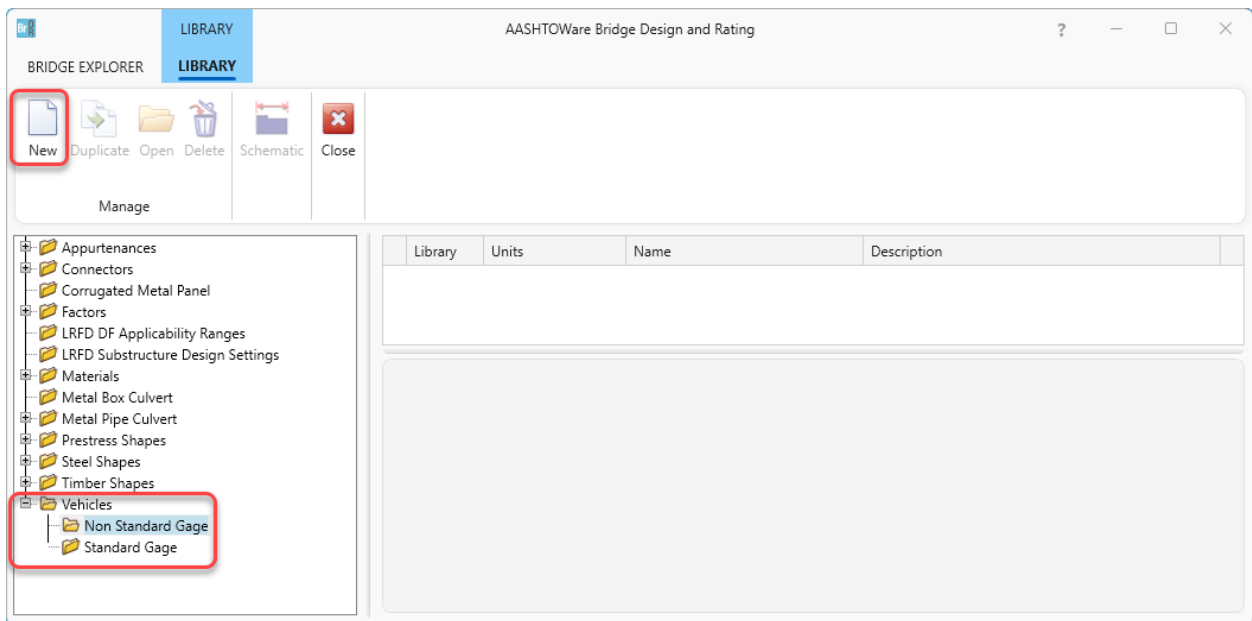 Br DR LIBRARY AASHTOWare Bridge Design and Rating ?
BRIDGE EXPLORER LIBRARY
New Duplicate Open Delete Schematic Close
Manage
Appurtenances
Connectors
Corrugated Metal Panel
Factors
LRFD DF Applicability Ranges
LRFD Substructure Design Settings
Materials
Metal Box Culvert
Metal Pipe Culvert
Prestress Shapes
Steel Shapes
Timber Shapes
Vehicles
Non Standard Gage
Standard Gage
Library Units Name Description